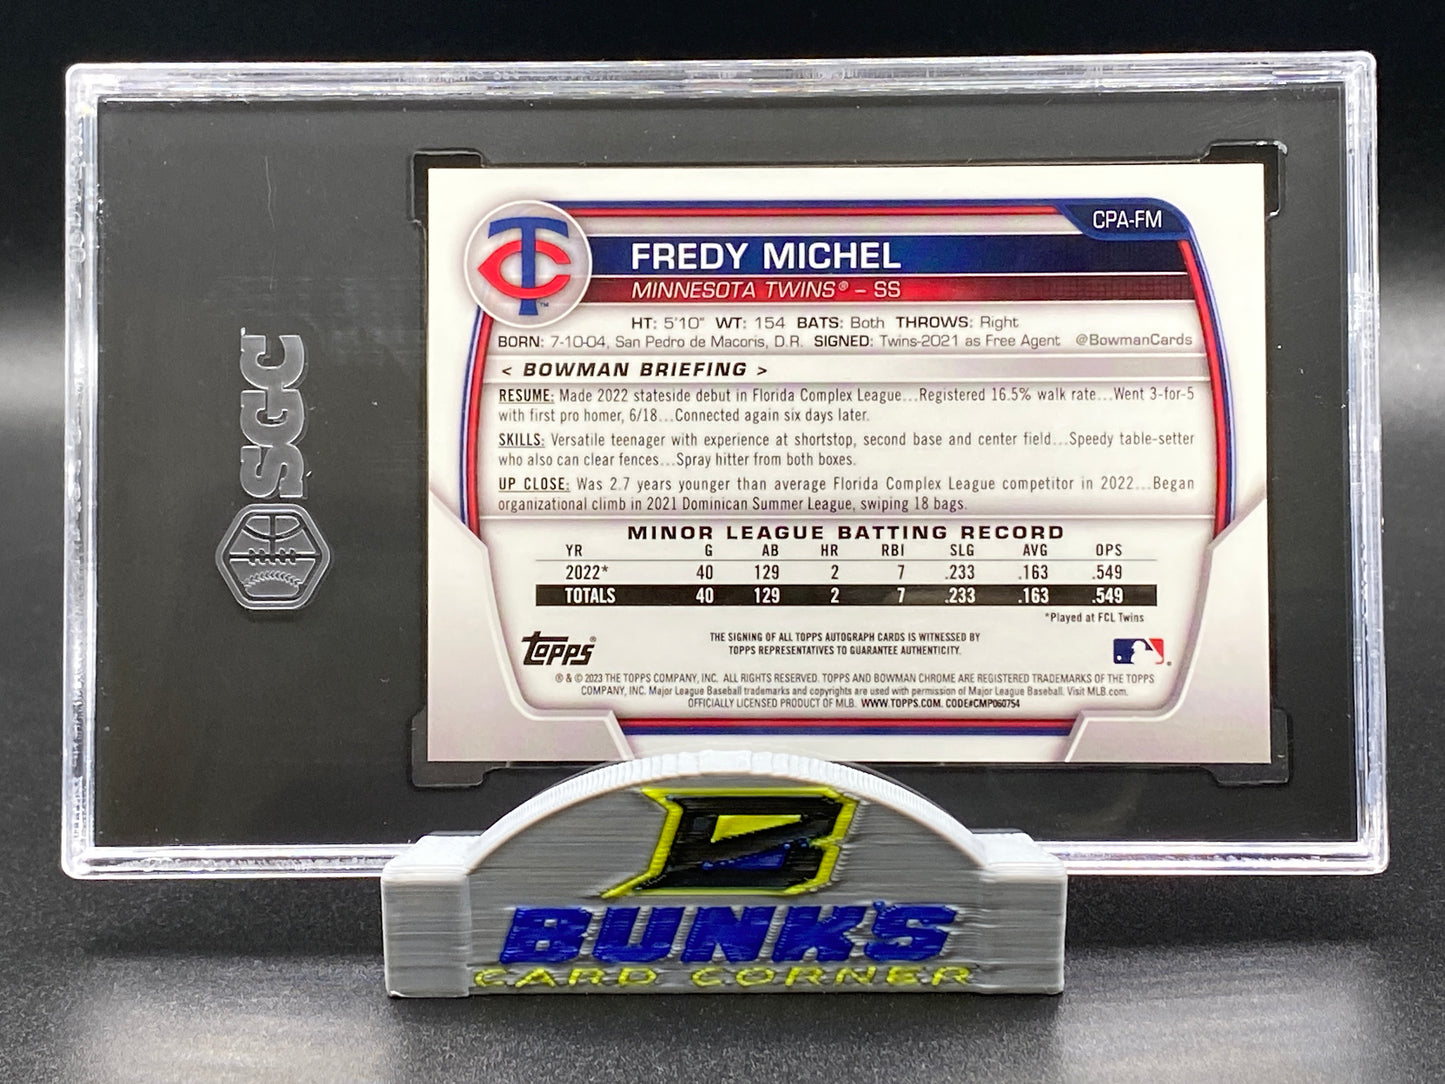 SGC
CPA-FM
TC
FREDY MICHEL
MINNESOTA TWINS® – SS
HT: 5'10" WT: 154 BATS: Both THROWS: Right
BORN: 7-10-04, San Pedro de Macoris, D.R. SIGNED: Twins-2021 as Free Agent @BowmanCards
< BOWMAN BRIEFING >
RESUME: Made 2022 stateside debut in Florida Complex League...Registered 16.5% walk rate...Went 3-for-5
with first pro homer, 6/18...Connected again six days later.
SKILLS: Versatile teenager with experience at shortstop, second base and center field...Speedy table-setter
who also can clear fences...Spray hitter from both boxes.
UP CLOSE: Was 2.7 years younger than average Florida Complex League competitor in 2022...Began
organizational climb in 2021 Dominican Summer League, swiping 18 bags.
MINOR LEAGUE BATTING RECORD
YR G AB HR RBI SLG AVG OPS
2022* 40 129 2 7 .233 .163 .549
TOTALS 40 129 2 7 .233 .163 .549
*Played at FCL Twins
Topps®
THE SIGNING OF ALL TOPPS AUTOGRAPH CARDS IS WITNESSED BY
TOPPS REPRESENTATIVES TO GUARANTEE AUTHENTICITY.
® & © 2023 THE TOPPS COMPANY, INC. ALL RIGHTS RESERVED. TOPPS AND BOWMAN CHROME ARE REGISTERED TRADEMARKS OF THE TOPPS
COMPANY, INC. Major League Baseball trademarks and copyrights are used with permission of Major League Baseball. Visit MLB.com.
OFFICIALLY LICENSED PRODUCT OF MLB. WWW.TOPPS.COM. CODE#CMP060754
B
BUNK'S
CARD CORNER